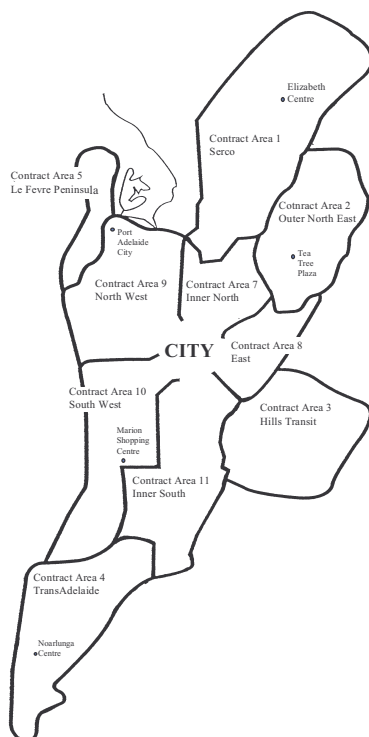 Elizabeth
Centre
Contract Area 1
Serco
Contract Area 5
Le Fevre Peninsula
Cotnract Area 2
Outer North East
Port
Adelaide
City
Tea
Tree
Plaza
Contract Area 9
North West
Contract Area 7
Inner North
CITY
Contract Area 8
East
Contract Area 10
South West
Contract Area 3
Hills Transit
Marion
Shopping
Centre
Contract Area 11
Inner South
Contract Area 4
TransAdelaide
Noarlunga
Centre